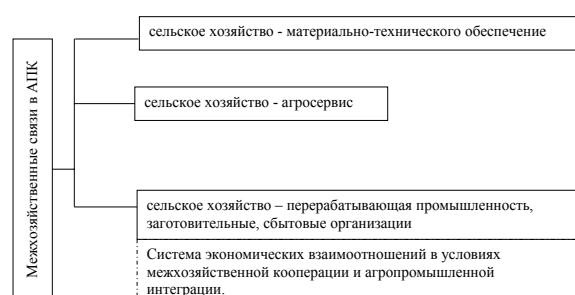 сельское хозяйство - материально-технического обеспечение
Межхозяйственные связи в АПК
сельское хозяйство - агросервис
сельское хозяйство – перерабатывающая промышленность,
заготовительные, сбытовые организации
Система экономических взаимоотношений в условиях
межхозяйственной кооперации и агропромышленной
интеграции.